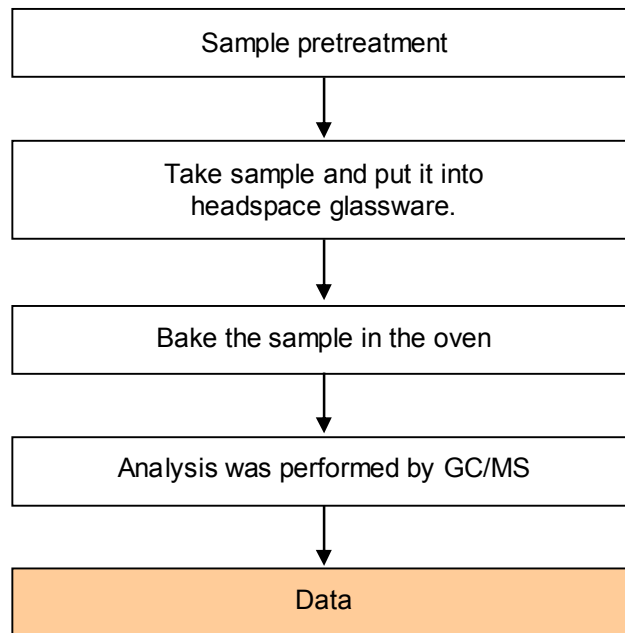 Sample pretreatment
Take sample and put it into
headspace glassware.
Bake the sample in the oven
Analysis was performed by GC/MS
Data